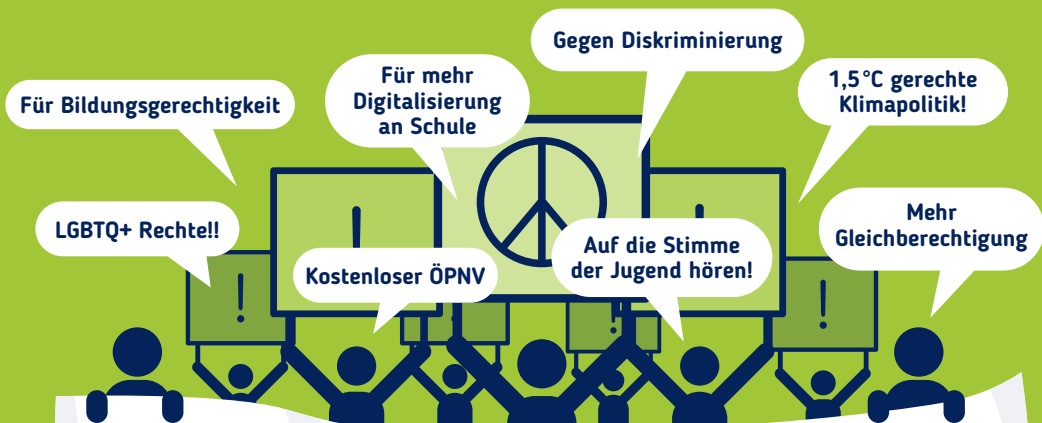 Gegen Diskriminierung
Für mehr
Digitalisierung
an Schule
1,5°C gerechte
Klimapolitik!
Für Bildungsgerechtigkeit
LGBTQ+ Rechte!!
Mehr
Gleichberechtigung
Auf die Stimme
der Jugend hören!
Kostenloser ÖPNV
!
!
!
!
!
!